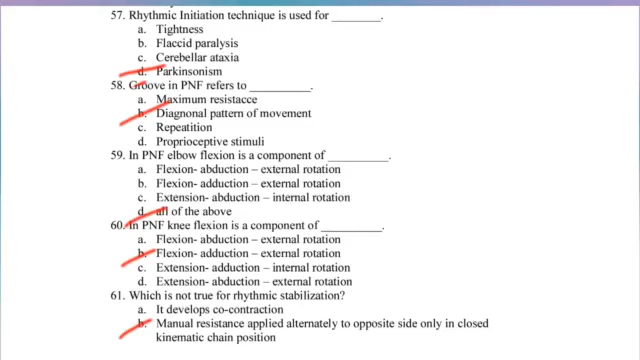 57. Rhythmic Initiation technique is used for ________.
a. Tightness
b. Flaccid paralysis
c. Cerebellar ataxia
d. Parkinsonism
58. Groove in PNF refers to __________.
a. Maximum resistacce
b. Diagnonal pattern of movement
c. Repeatition
d. Proprioceptive stimuli
59. In PNF elbow flexion is a component of __________.
a. Flexion- abduction – external rotation
b. Flexion- adduction – external rotation
c. Extension- abduction – internal rotation
d. all of the above
60. In PNF knee flexion is a component of __________.
a. Flexion- abduction – external rotation
b. Flexion- adduction – external rotation
c. Extension- adduction – internal rotation
d. Extension- abduction – external rotation
61. Which is not true for rhythmic stabilization?
a. It develops co-contraction
b. Manual resistance applied alternately to opposite side only in closed
kinematic chain position